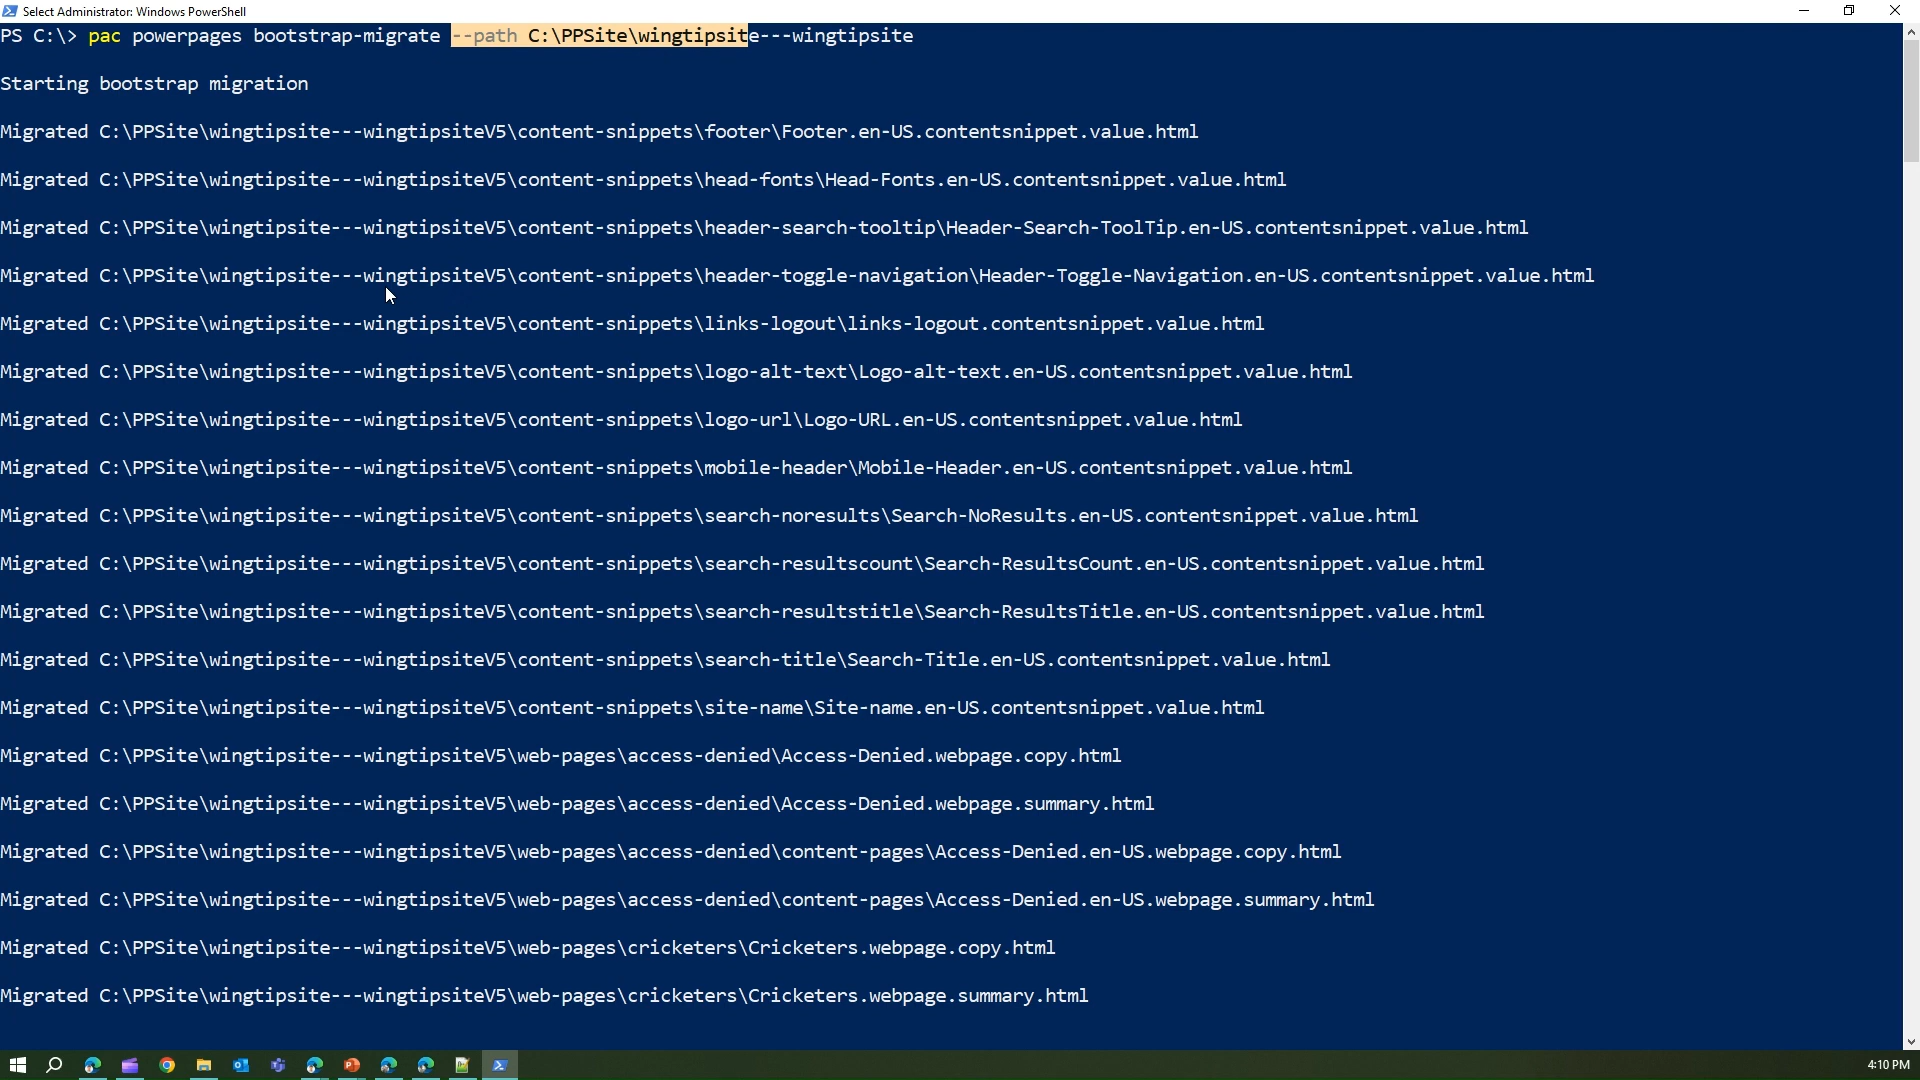 Select Administrator: Windows PowerShell
PS C:\> pac powerpages bootstrap-migrate --path C:\PPSite\wingtipsite---wingtipsite
Starting bootstrap migration
Migrated C:\PPSite\wingtipsite---wingtipsiteV5\content-snippets\footer\Footer.en-US.contentsnippet.value.html
Migrated C:\PPSite\wingtipsite---wingtipsiteV5\content-snippets\head-fonts\Head-Fonts.en-US.contentsnippet.value.html
Migrated C:\PPSite\wingtipsite---wingtipsiteV5\content-snippets\header-search-tooltip\Header-Search-ToolTip.en-US.contentsnippet.value.html
Migrated C:\PPSite\wingtipsite---wingtipsiteV5\content-snippets\header-toggle-navigation\Header-Toggle-Navigation.en-US.contentsnippet.value.html
Migrated C:\PPSite\wingtipsite---wingtipsiteV5\content-snippets\links-logout\links-logout.contentsnippet.value.html
Migrated C:\PPSite\wingtipsite---wingtipsiteV5\content-snippets\logo-alt-text\Logo-alt-text.en-US.contentsnippet.value.html
Migrated C:\PPSite\wingtipsite---wingtipsiteV5\content-snippets\logo-url\Logo-URL.en-US.contentsnippet.value.html
Migrated C:\PPSite\wingtipsite---wingtipsiteV5\content-snippets\mobile-header\Mobile-Header.en-US.contentsnippet.value.html
Migrated C:\PPSite\wingtipsite---wingtipsiteV5\content-snippets\search-noresults\Search-NoResults.en-US.contentsnippet.value.html
Migrated C:\PPSite\wingtipsite---wingtipsiteV5\content-snippets\search-resultscount\Search-ResultsCount.en-US.contentsnippet.value.html
Migrated C:\PPSite\wingtipsite---wingtipsiteV5\content-snippets\search-resultstitle\Search-ResultsTitle.en-US.contentsnippet.value.html
Migrated C:\PPSite\wingtipsite---wingtipsiteV5\content-snippets\search-title\Search-Title.en-US.contentsnippet.value.html
Migrated C:\PPSite\wingtipsite---wingtipsiteV5\content-snippets\site-name\Site-name.en-US.contentsnippet.value.html
Migrated C:\PPSite\wingtipsite---wingtipsiteV5\web-pages\access-denied\Access-Denied.webpage.copy.html
Migrated C:\PPSite\wingtipsite---wingtipsiteV5\web-pages\access-denied\Access-Denied.webpage.summary.html
Migrated C:\PPSite\wingtipsite---wingtipsiteV5\web-pages\access-denied\content-pages\Access-Denied.en-US.webpage.copy.html
Migrated C:\PPSite\wingtipsite---wingtipsiteV5\web-pages\access-denied\content-pages\Access-Denied.en-US.webpage.summary.html
Migrated C:\PPSite\wingtipsite---wingtipsiteV5\web-pages\cricketers\Cricketers.webpage.copy.html
Migrated C:\PPSite\wingtipsite---wingtipsiteV5\web-pages\cricketers\Cricketers.webpage.summary.html
4:10 PM